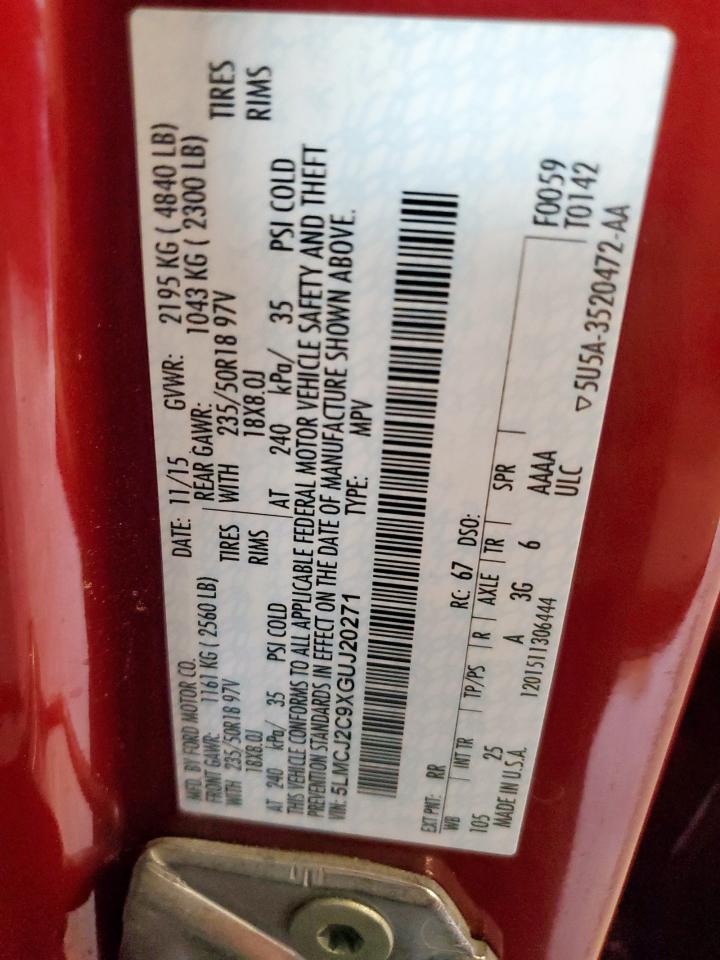 MFD. BY FORD MOTOR CO.
DATE: 11/15 GVWR: 2195 KG ( 4840 LB)
FRONT GAWR: 1161 KG ( 2560 LB) REAR GAWR: 1043 KG ( 2300 LB)
WITH 235/50R18 97V TIRES WITH 235/50R18 97V TIRES
18X8.0J RIMS 18X8.0J RIMS
AT 240 kPa/ 35 PSI COLD AT 240 kPa/ 35 PSI COLD
THIS VEHICLE CONFORMS TO ALL APPLICABLE FEDERAL MOTOR VEHICLE SAFETY AND THEFT
PREVENTION STANDARDS IN EFFECT ON THE DATE OF MANUFACTURE SHOWN ABOVE.
VIN: 5LMCJ2C9XGUJ20271 TYPE: MPV
EXT PNT: RR RC: 67 DSO: F0059
WB INT TR TP/PS R AXLE TR SPR T0142
105 25 A 3G 6 AAAA
MADE IN U.S.A. 1201511306444 ULC
▽5U5A-3520472-AA